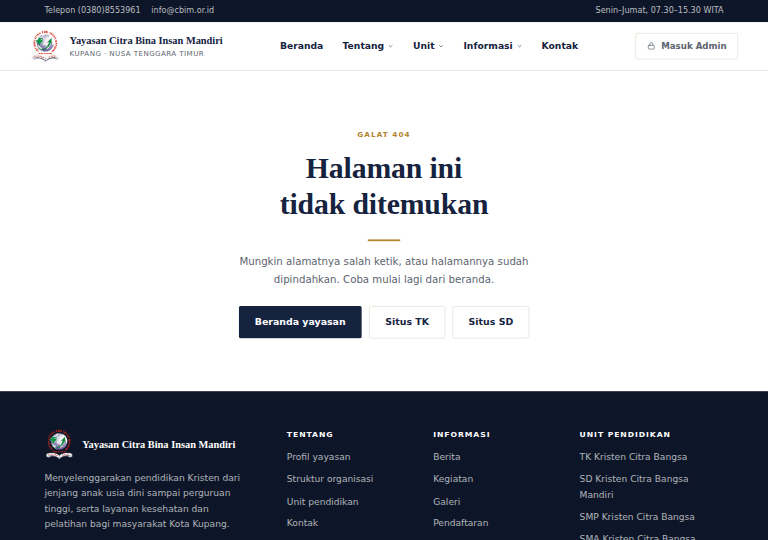 Telepon (0380)8553961 info@cbim.or.id Senin–Jumat, 07.30–15.30 WITA
Yayasan Citra Bina Insan Mandiri
KUPANG · NUSA TENGGARA TIMUR
Beranda Tentang Unit Informasi Kontak Masuk Admin
GALAT 404
Halaman ini
tidak ditemukan
Mungkin alamatnya salah ketik, atau halamannya sudah
dipindahkan. Coba mulai lagi dari beranda.
Beranda yayasan Situs TK Situs SD
Yayasan Citra Bina Insan Mandiri
Menyelenggarakan pendidikan Kristen dari
jenjang anak usia dini sampai perguruan
tinggi, serta layanan kesehatan dan
pelatihan bagi masyarakat Kota Kupang.
TENTANG
Profil yayasan
Struktur organisasi
Unit pendidikan
Kontak
INFORMASI
Berita
Kegiatan
Galeri
Pendaftaran
UNIT PENDIDIKAN
TK Kristen Citra Bangsa
SD Kristen Citra Bangsa
Mandiri
SMP Kristen Citra Bangsa
SMA Kristen Citra Bangsa